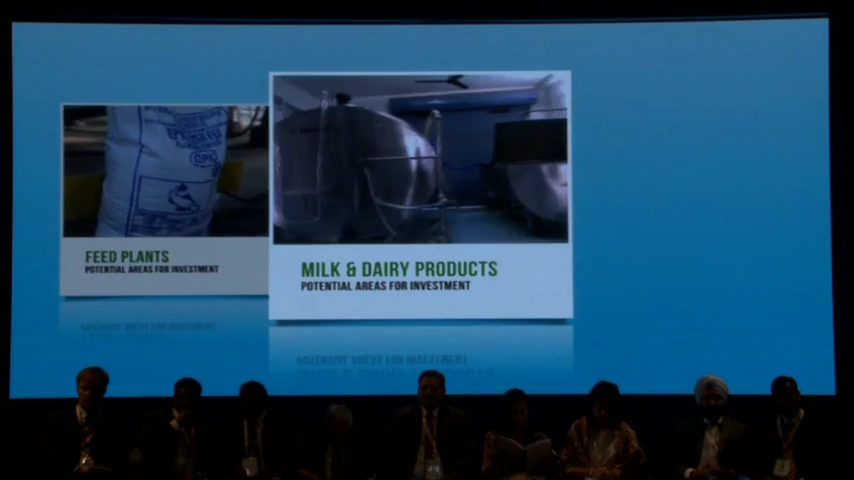 FEED PLANTS
POTENTIAL AREAS FOR INVESTMENT
MILK & DAIRY PRODUCTS
POTENTIAL AREAS FOR INVESTMENT